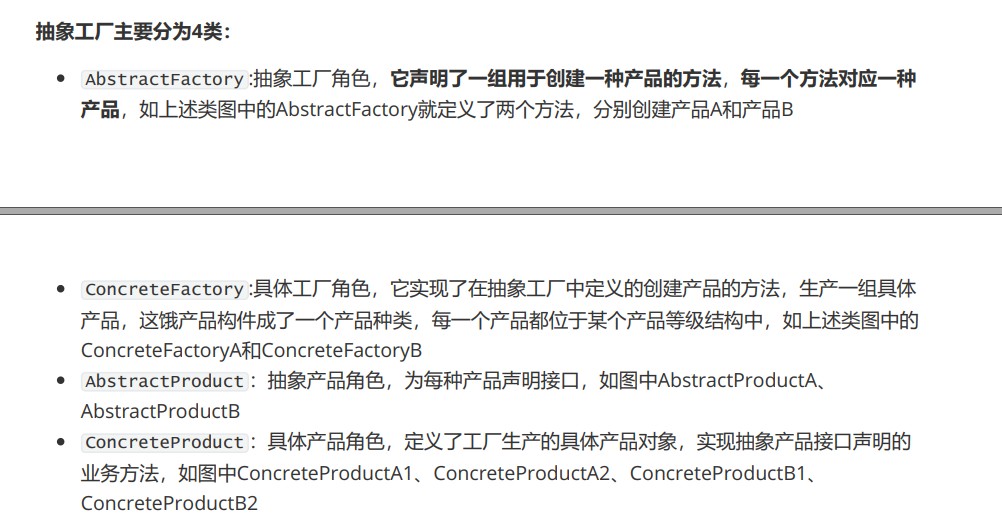 抽象工厂主要分为4类：
AbstractFactory:抽象工厂角色，它声明了一组用于创建一种产品的方法，每一个方法对应一种
产品，如上述类图中的AbstractFactory就定义了两个方法，分别创建产品A和产品B
ConcreteFactory:具体工厂角色，它实现了在抽象工厂中定义的创建产品的方法，生产一组具体
产品，这饿产品构件成了一个产品种类，每一个产品都位于某个产品等级结构中，如上述类图中的
ConcreteFactoryA和ConcreteFactoryB
AbstractProduct：抽象产品角色，为每种产品声明接口，如图中AbstractProductA、
AbstractProductB
ConcreteProduct：具体产品角色，定义了工厂生产的具体产品对象，实现抽象产品接口声明的
业务方法，如图中ConcreteProductA1、ConcreteProductA2、ConcreteProductB1、
ConcreteProductB2